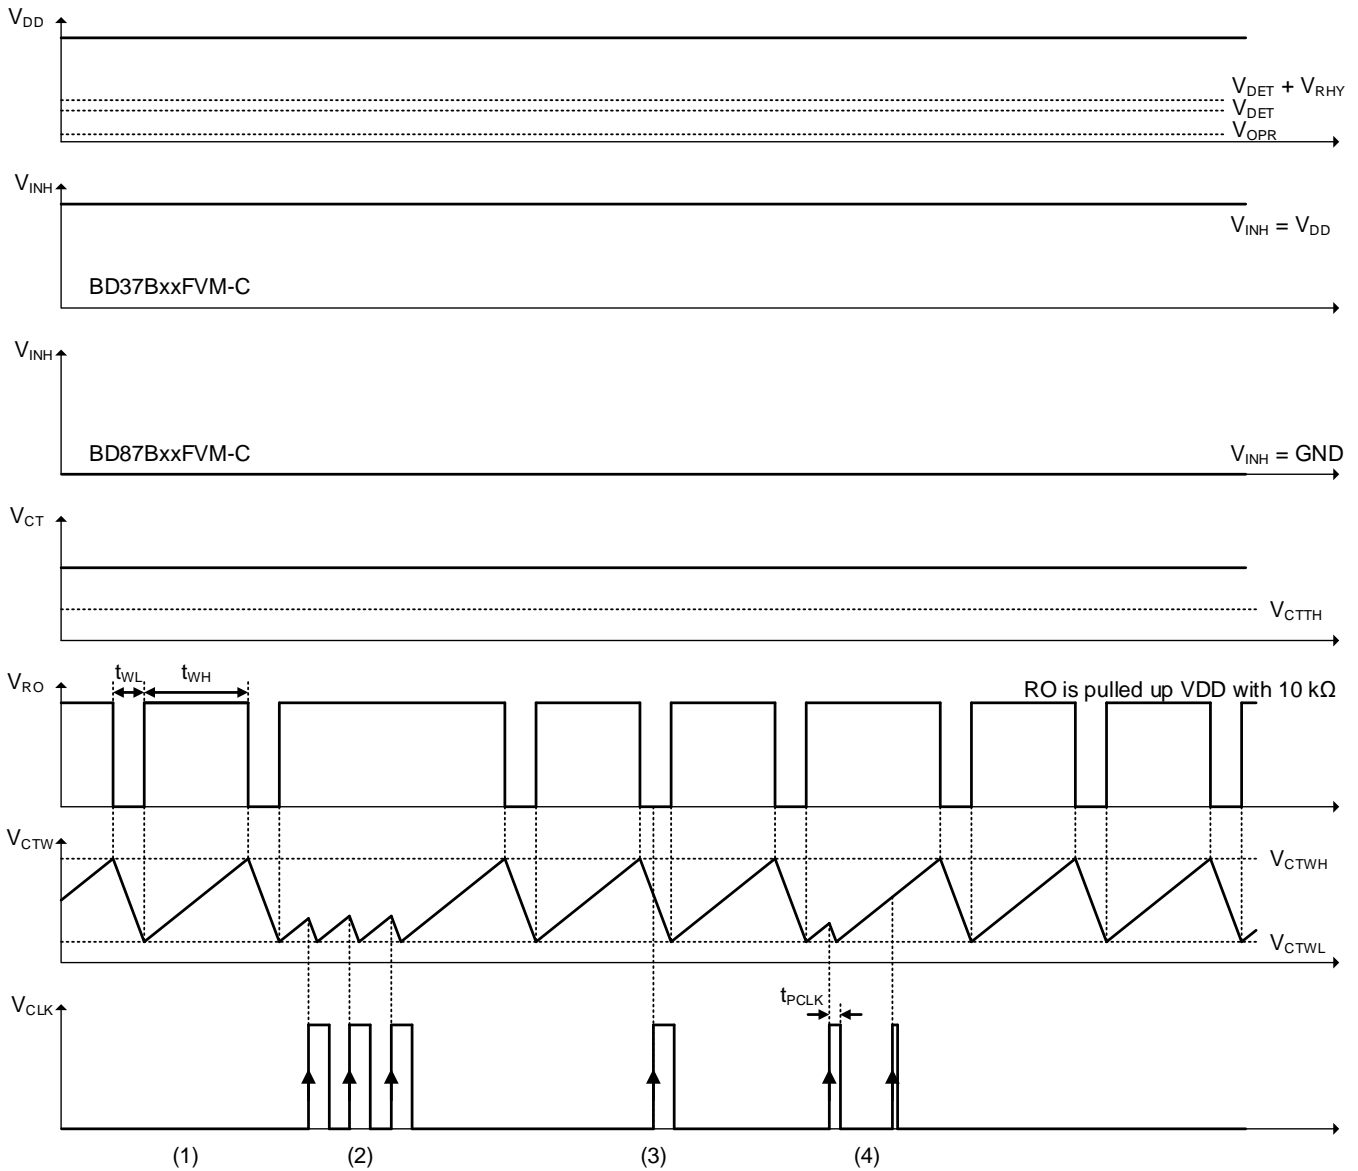 VDD
VDET + VRHY
VDET
VOPR
VINH
VINH = VDD
BD37BxxFVM-C
VINH
BD87BxxFVM-C
VINH = GND
VCT
VCTTH
tWL
tWH
VRO
RO is pulled up VDD with 10 kΩ
VCTW
VCTWH
VCTWL
VCLK
tPCLK
(1)
(2)
(3)
(4)